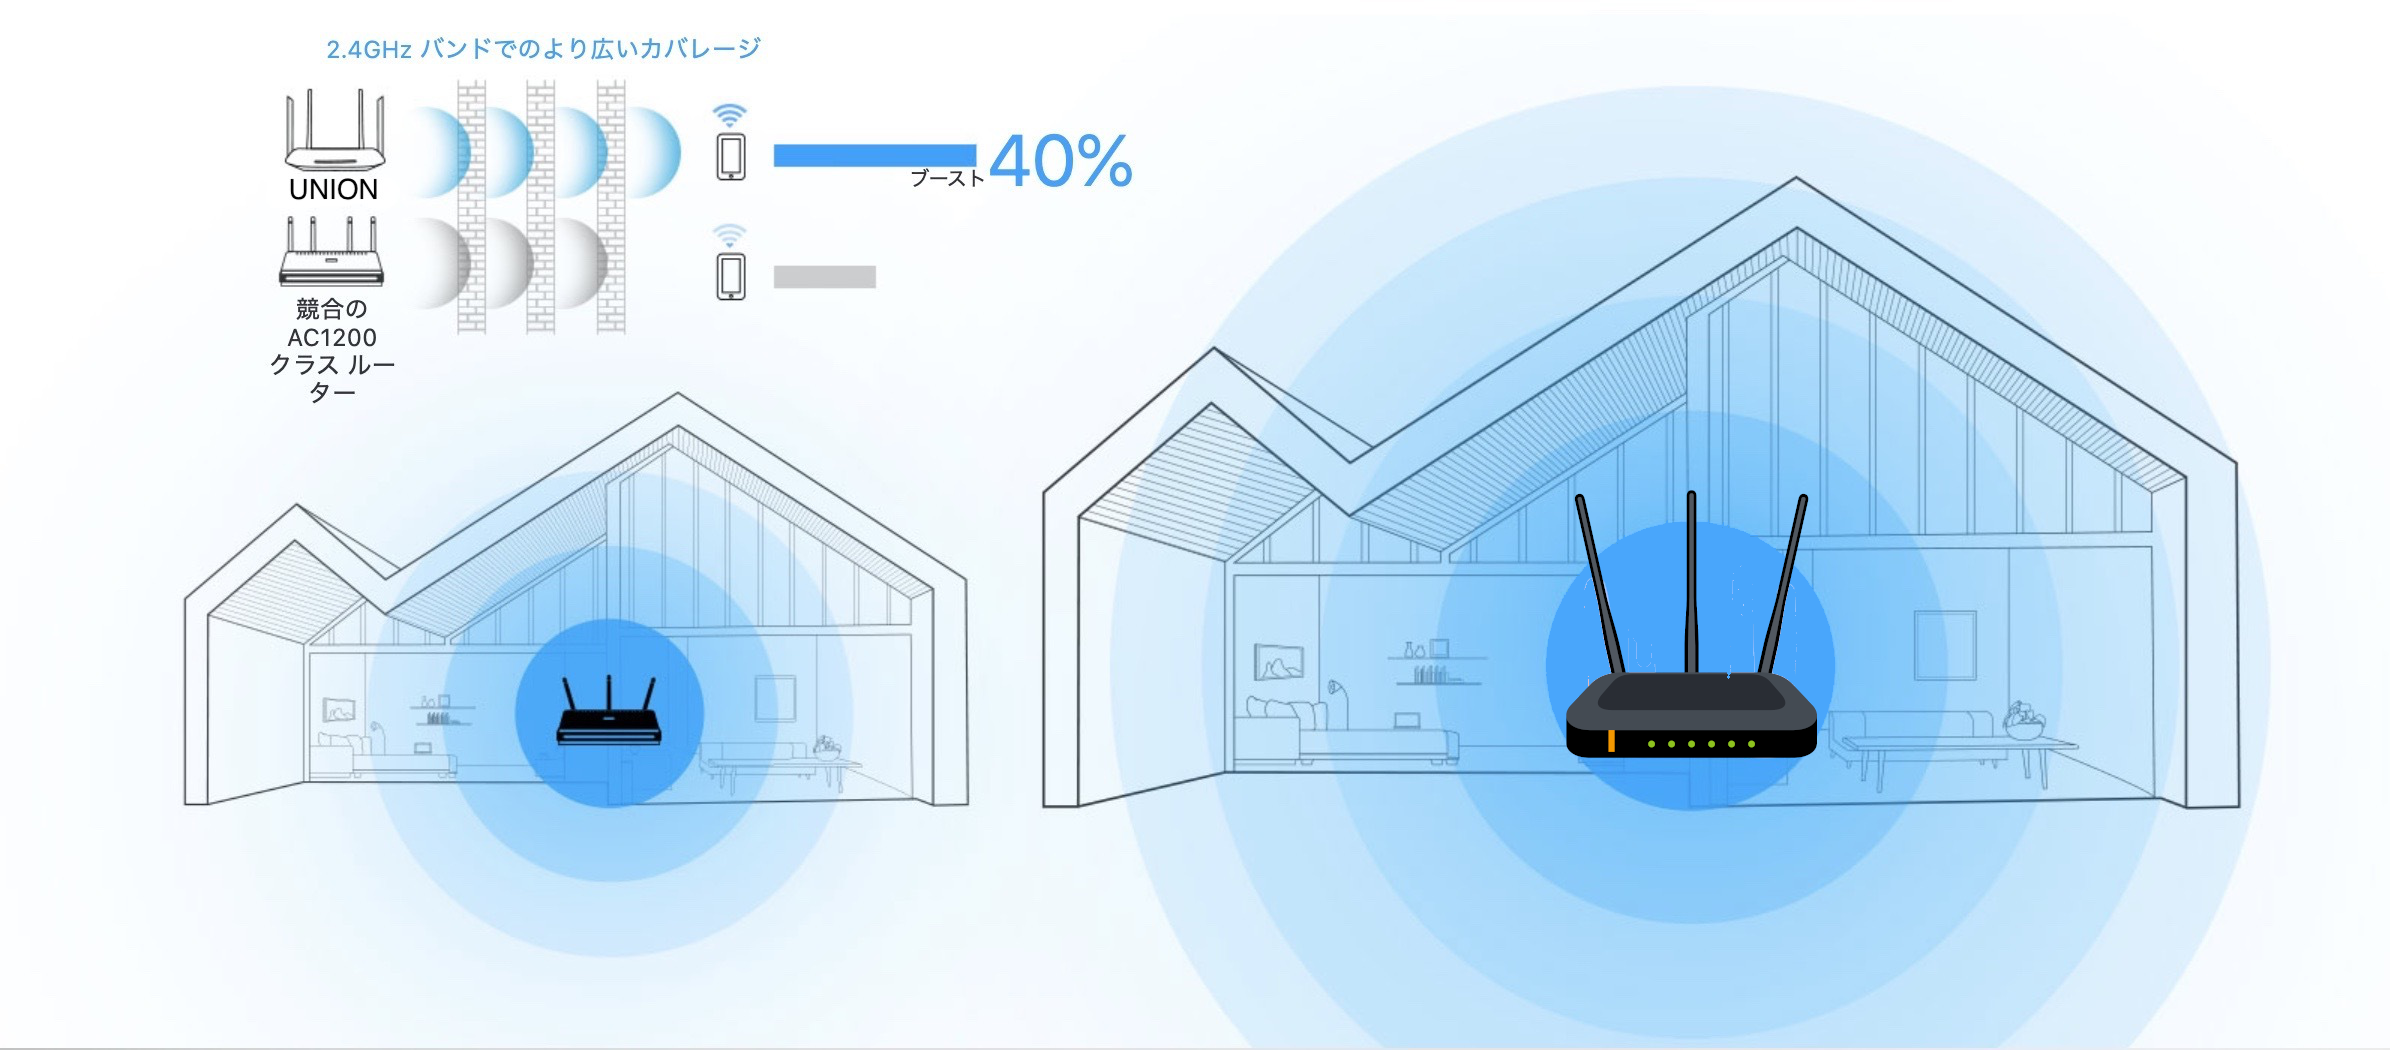 2.4GHz バンドでのより広いカバレージ
UNION
ブースト 40%
競合の
AC1200
クラス ルー
ター